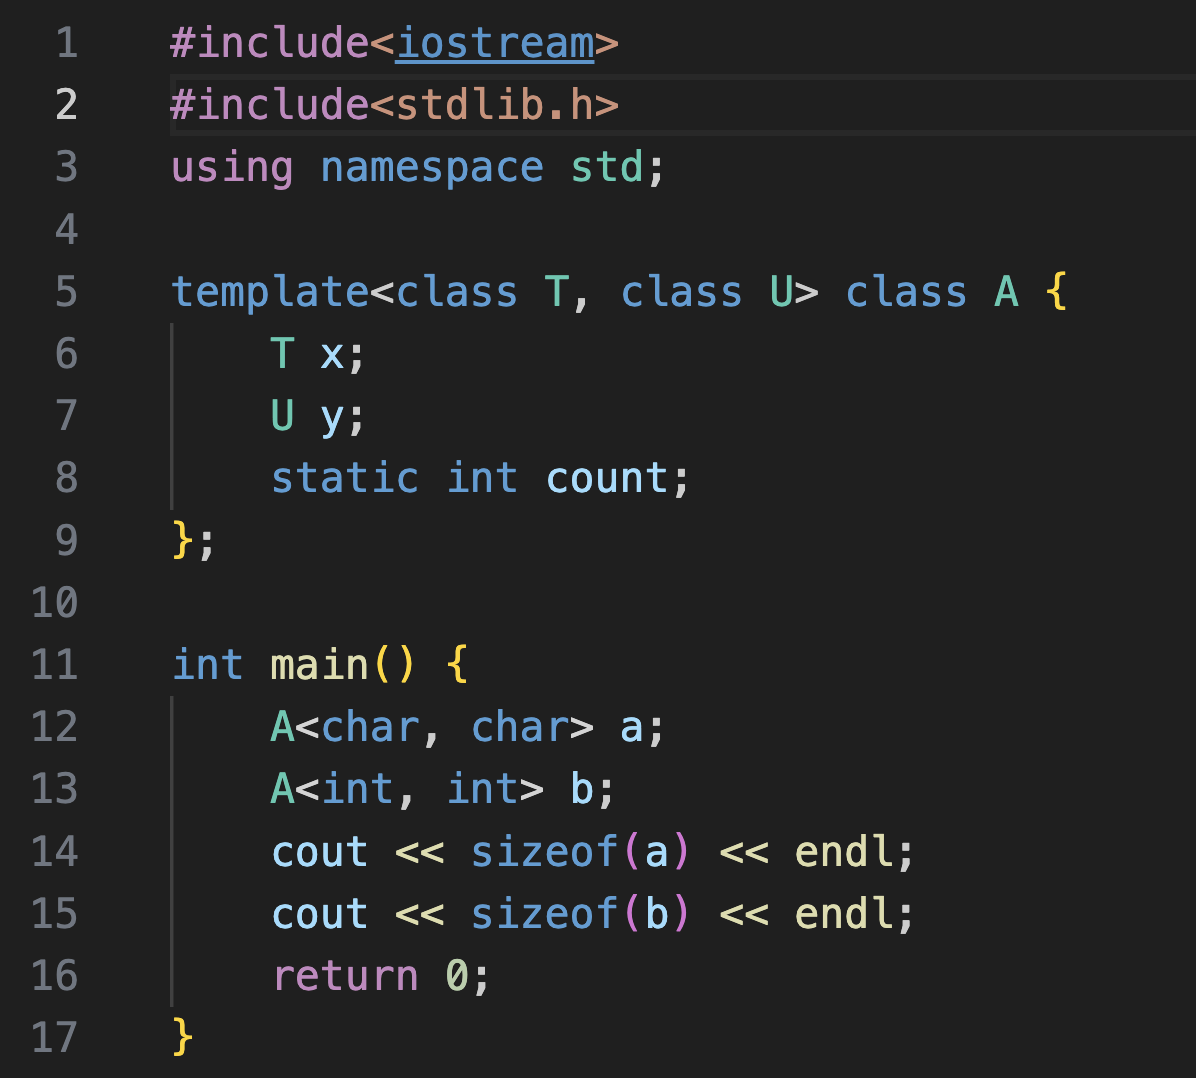 1 #include<iostream>
2 #include<stdlib.h>
3 using namespace std;
4
5 template<class T, class U> class A {
6     T x;
7     U y;
8     static int count;
9 };
10
11 int main() {
12     A<char, char> a;
13     A<int, int> b;
14     cout << sizeof(a) << endl;
15     cout << sizeof(b) << endl;
16     return 0;
17 }